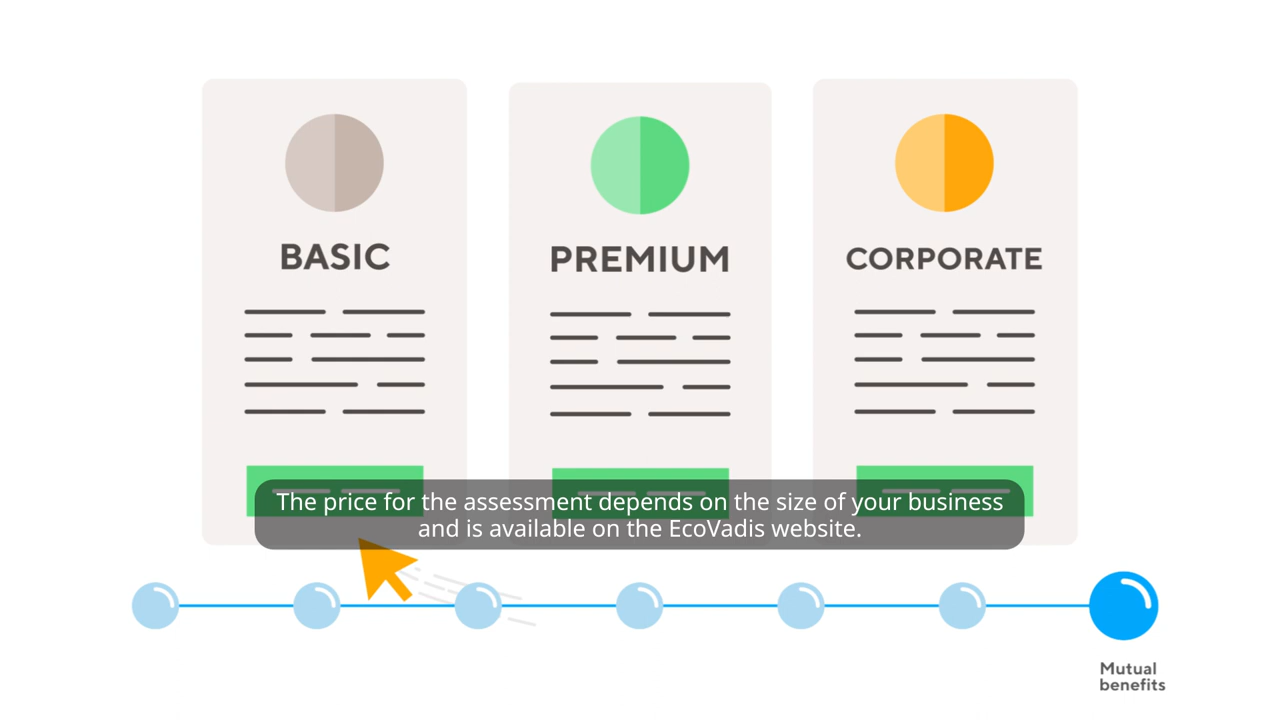 BASIC
PREMIUM
CORPORATE
The price for the assessment depends on the size of your business
and is available on the EcoVadis website.
Mutual
benefits